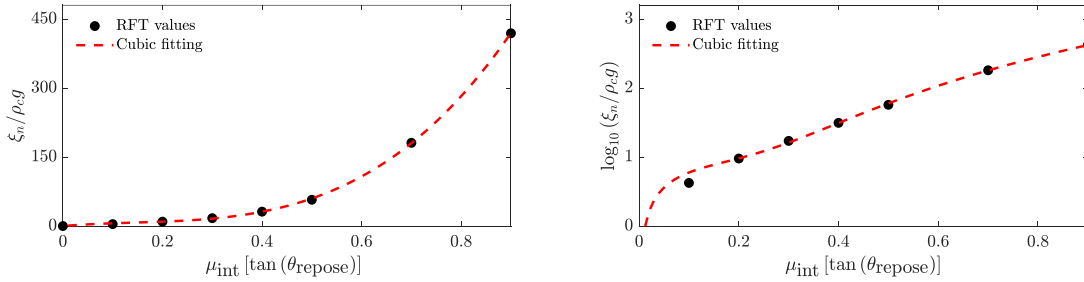 450
300
150
0
ξn/ρcg
RFT values
Cubic fitting
0 0.2 0.4 0.6 0.8
μint [tan (θrepose)]
3
2
1
0
log10 (ξn/ρcg)
RFT values
Cubic fitting
0.2 0.4 0.6 0.8
μint [tan (θrepose)]